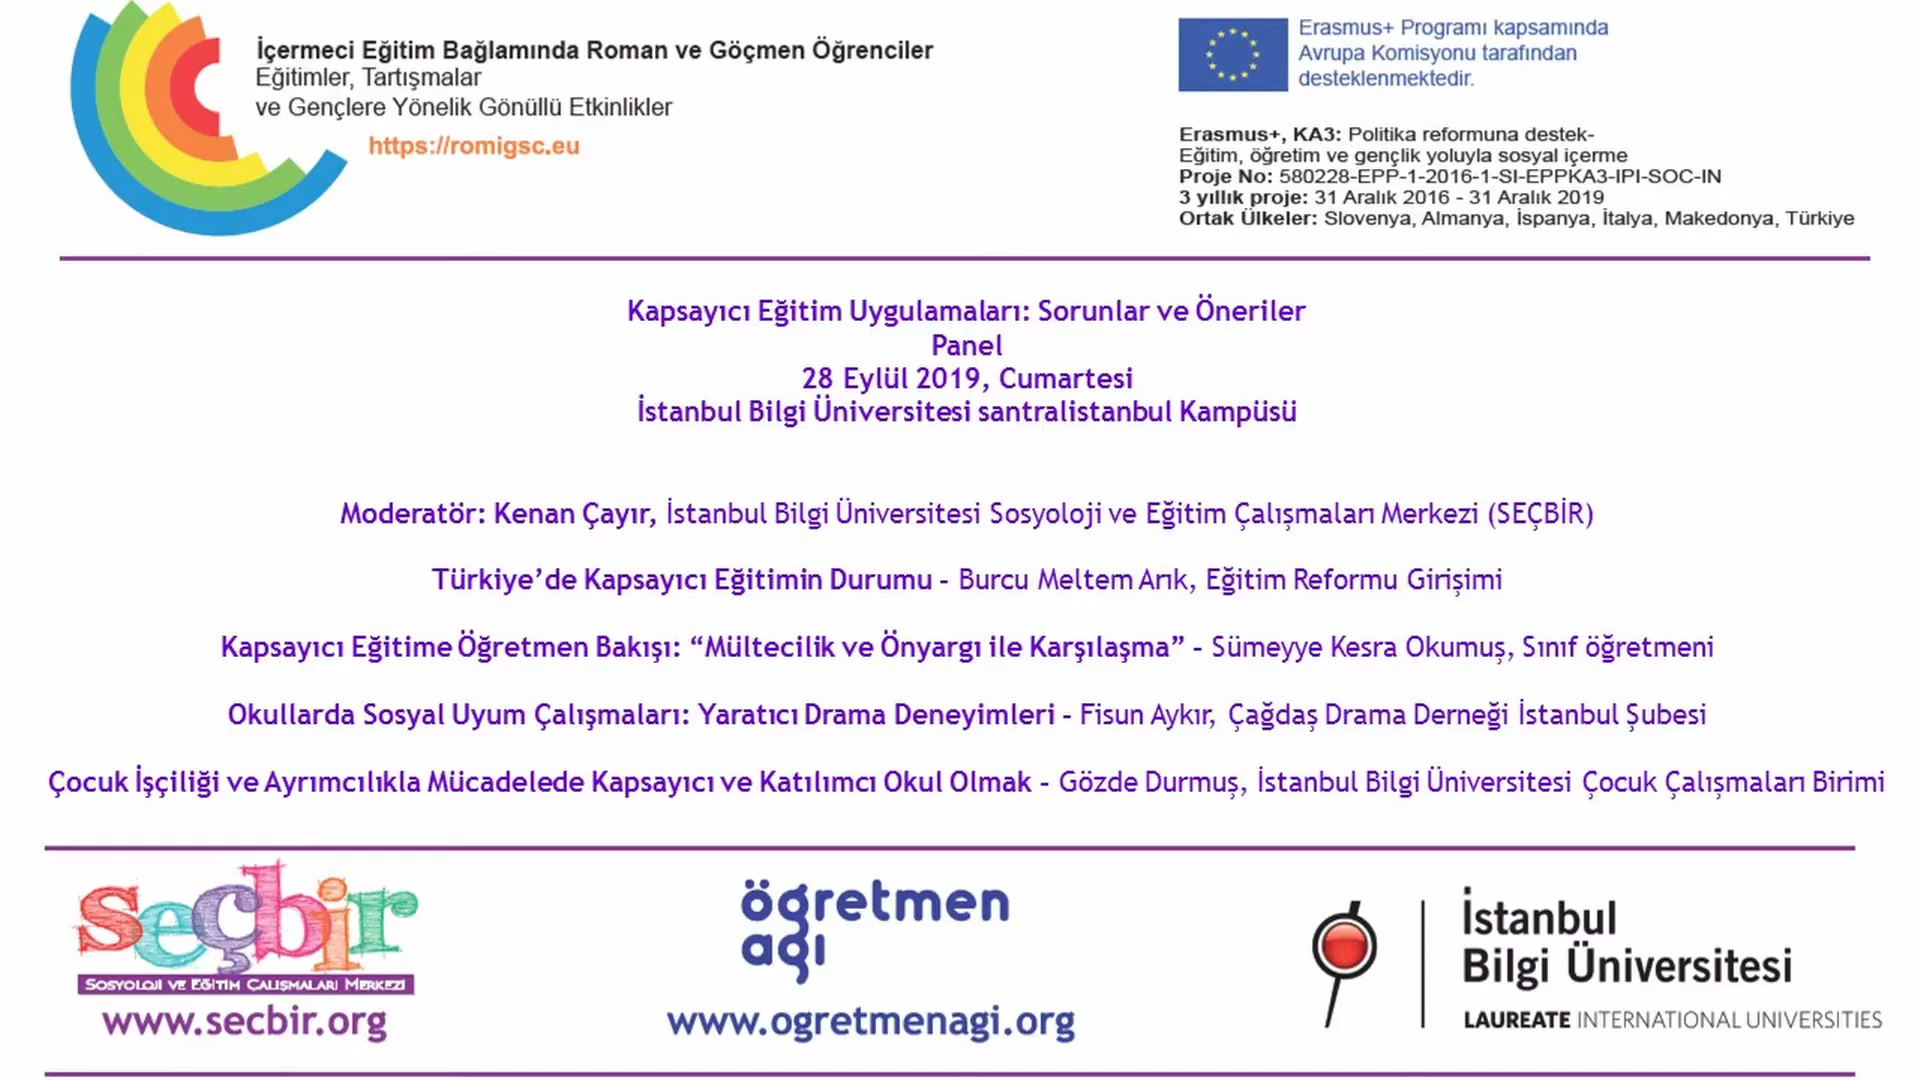 İçermeci Eğitim Bağlamında Roman ve Göçmen Öğrenciler
Eğitimler, Tartışmalar
ve Gençlere Yönelik Gönüllü Etkinlikler
https://romigsc.eu
Erasmus+ Programı kapsamında
Avrupa Komisyonu tarafından
desteklenmektedir.
Erasmus+, KA3: Politika reformuna destek-
Eğitim, öğretim ve gençlik yoluyla sosyal içerme
Proje No: 580228-EPP-1-2016-1-SI-EPPKA3-IPI-SOC-IN
3 yıllık proje: 31 Aralık 2016 - 31 Aralık 2019
Ortak Ülkeler: Slovenya, Almanya, İspanya, İtalya, Makedonya, Türkiye
Kapsayıcı Eğitim Uygulamaları: Sorunlar ve Öneriler
Panel
28 Eylül 2019, Cumartesi
İstanbul Bilgi Üniversitesi santralistanbul Kampüsü
Moderatör: Kenan Çayır, İstanbul Bilgi Üniversitesi Sosyoloji ve Eğitim Çalışmaları Merkezi (SEÇBİR)
Türkiye’de Kapsayıcı Eğitimin Durumu - Burcu Meltem Arık, Eğitim Reformu Girişimi
Kapsayıcı Eğitime Öğretmen Bakışı: “Mültecilik ve Önyargı ile Karşılaşma” - Sümeyye Kesra Okumuş, Sınıf öğretmeni
Okullarda Sosyal Uyum Çalışmaları: Yaratıcı Drama Deneyimleri - Fisun Aykır, Çağdaş Drama Derneği İstanbul Şubesi
Çocuk İşçiliği ve Ayrımcılıkla Mücadelede Kapsayıcı ve Katılımcı Okul Olmak - Gözde Durmuş, İstanbul Bilgi Üniversitesi Çocuk Çalışmaları Birimi
seçbir
SOSYOLOJİ VE EĞİTİM ÇALIŞMALARI MERKEZİ
www.secbir.org
öğretmen
ağı
www.ogretmenagi.org
İstanbul
Bilgi Üniversitesi
LAUREATE INTERNATIONAL UNIVERSITIES